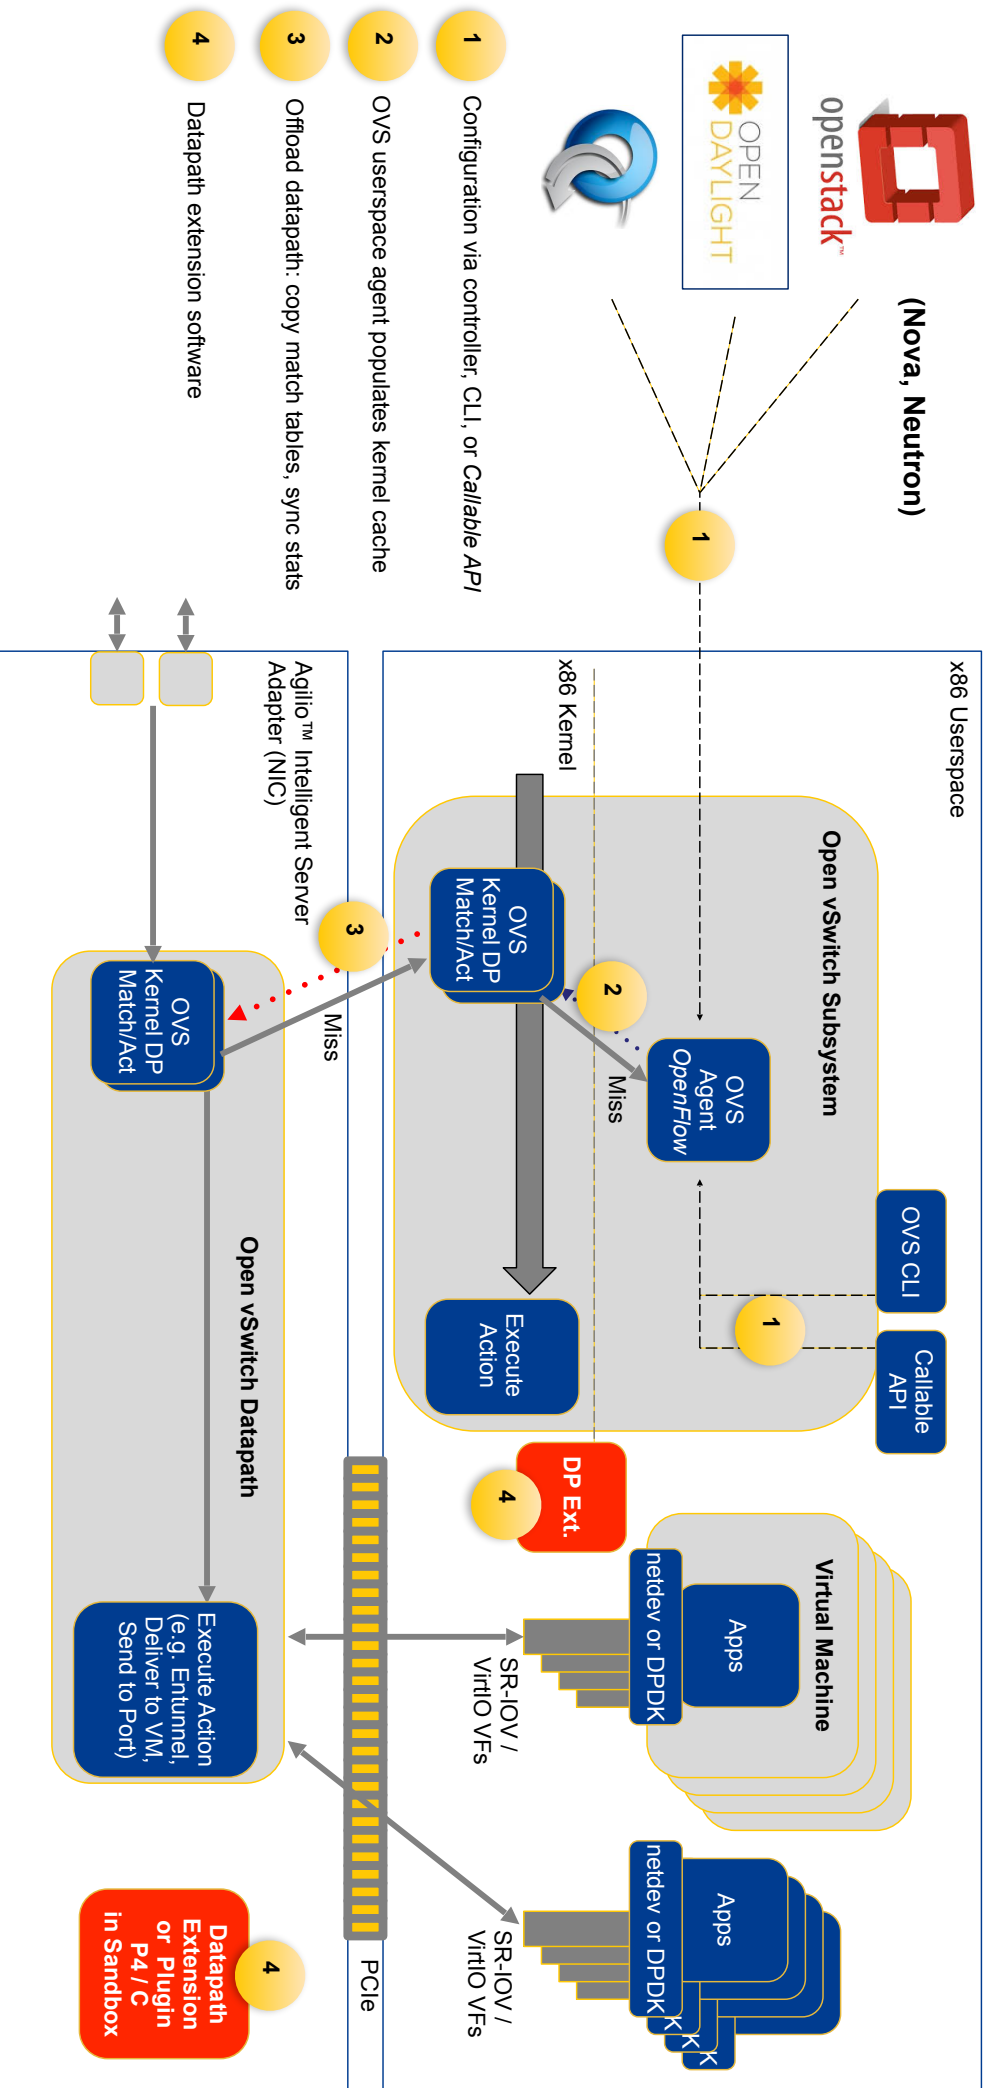 openstack™
(Nova, Neutron)
OPEN
DAYLIGHT
1
1 Configuration via controller, CLI, or Callable API
2 OVS userspace agent populates kernel cache
3 Offload datapath: copy match tables, sync stats
4 Datapath extension software
x86 Userspace
x86 Kernel
Open vSwitch Subsystem
OVS CLI
Callable
API
1
OVS
Agent
OpenFlow
2
Miss
OVS
Kernel DP
Match/Act
Execute
Action
DP Ext.
4
Virtual Machine
Apps
netdev or DPDK
SR-IOV /
VirtIO VFs
Apps
netdev or DPDK
K
K
K
SR-IOV /
VirtIO VFs
3
Miss
PCIe
Agilio™ Intelligent Server
Adapter (NIC)
Open vSwitch Datapath
OVS
Kernel DP
Match/Act
Execute Action
(e.g. Entunnel,
Deliver to VM,
Send to Port)
4
Datapath
Extension
or Plugin
P4 / C
in Sandbox